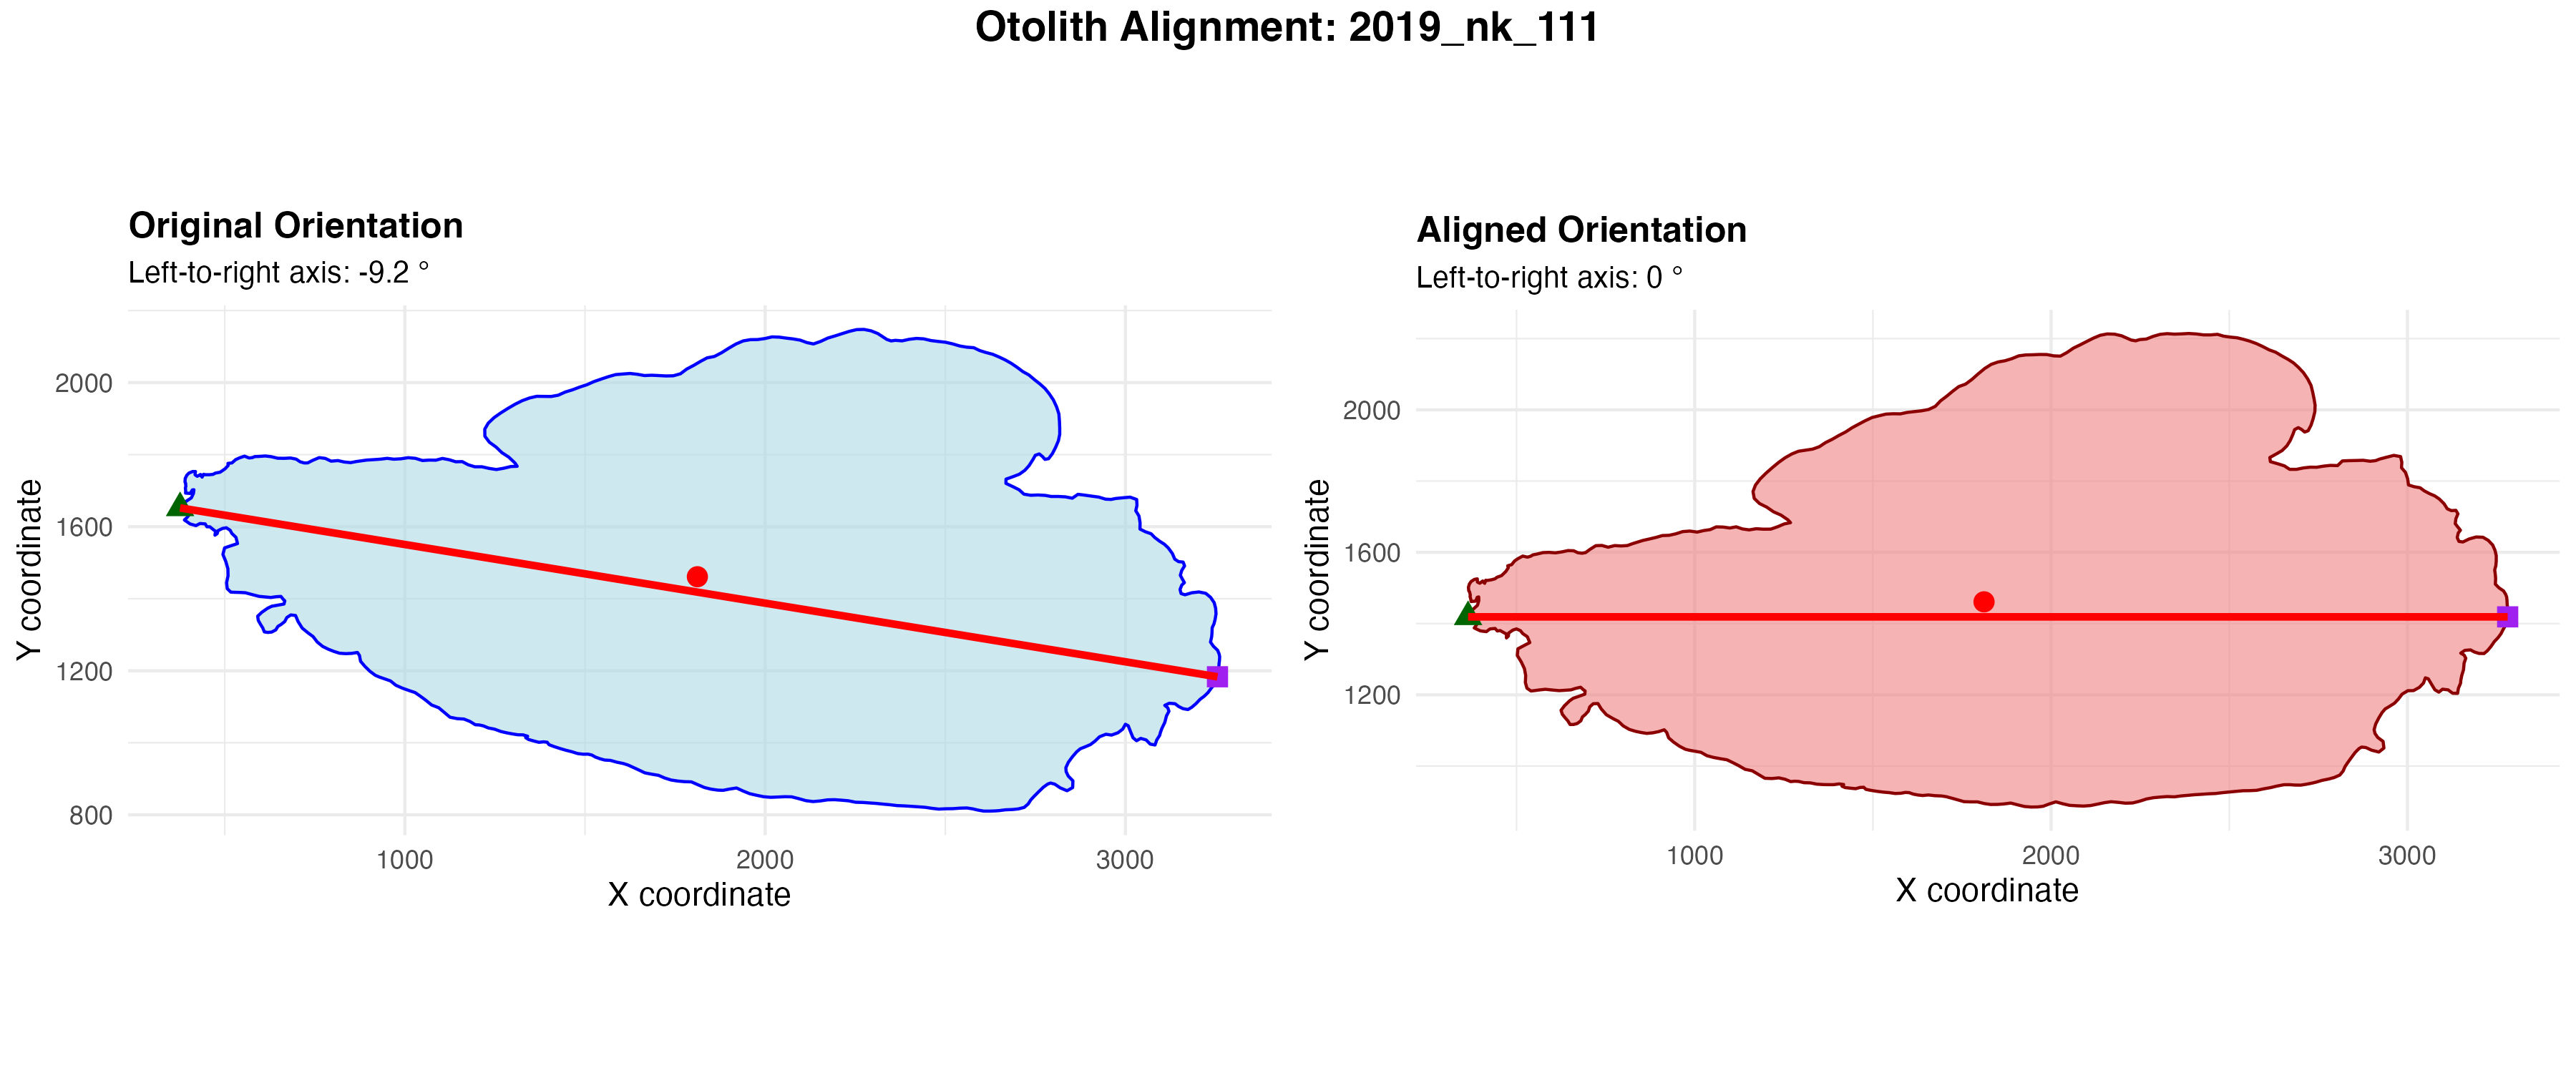 Otolith Alignment: 2019_nk_111
Original Orientation
Left-to-right axis: -9.2 °
2000
1600
1200
800
Y coordinate
1000
2000
3000
X coordinate
Aligned Orientation
Left-to-right axis: 0 °
2000
1600
1200
Y coordinate
1000
2000
3000
X coordinate